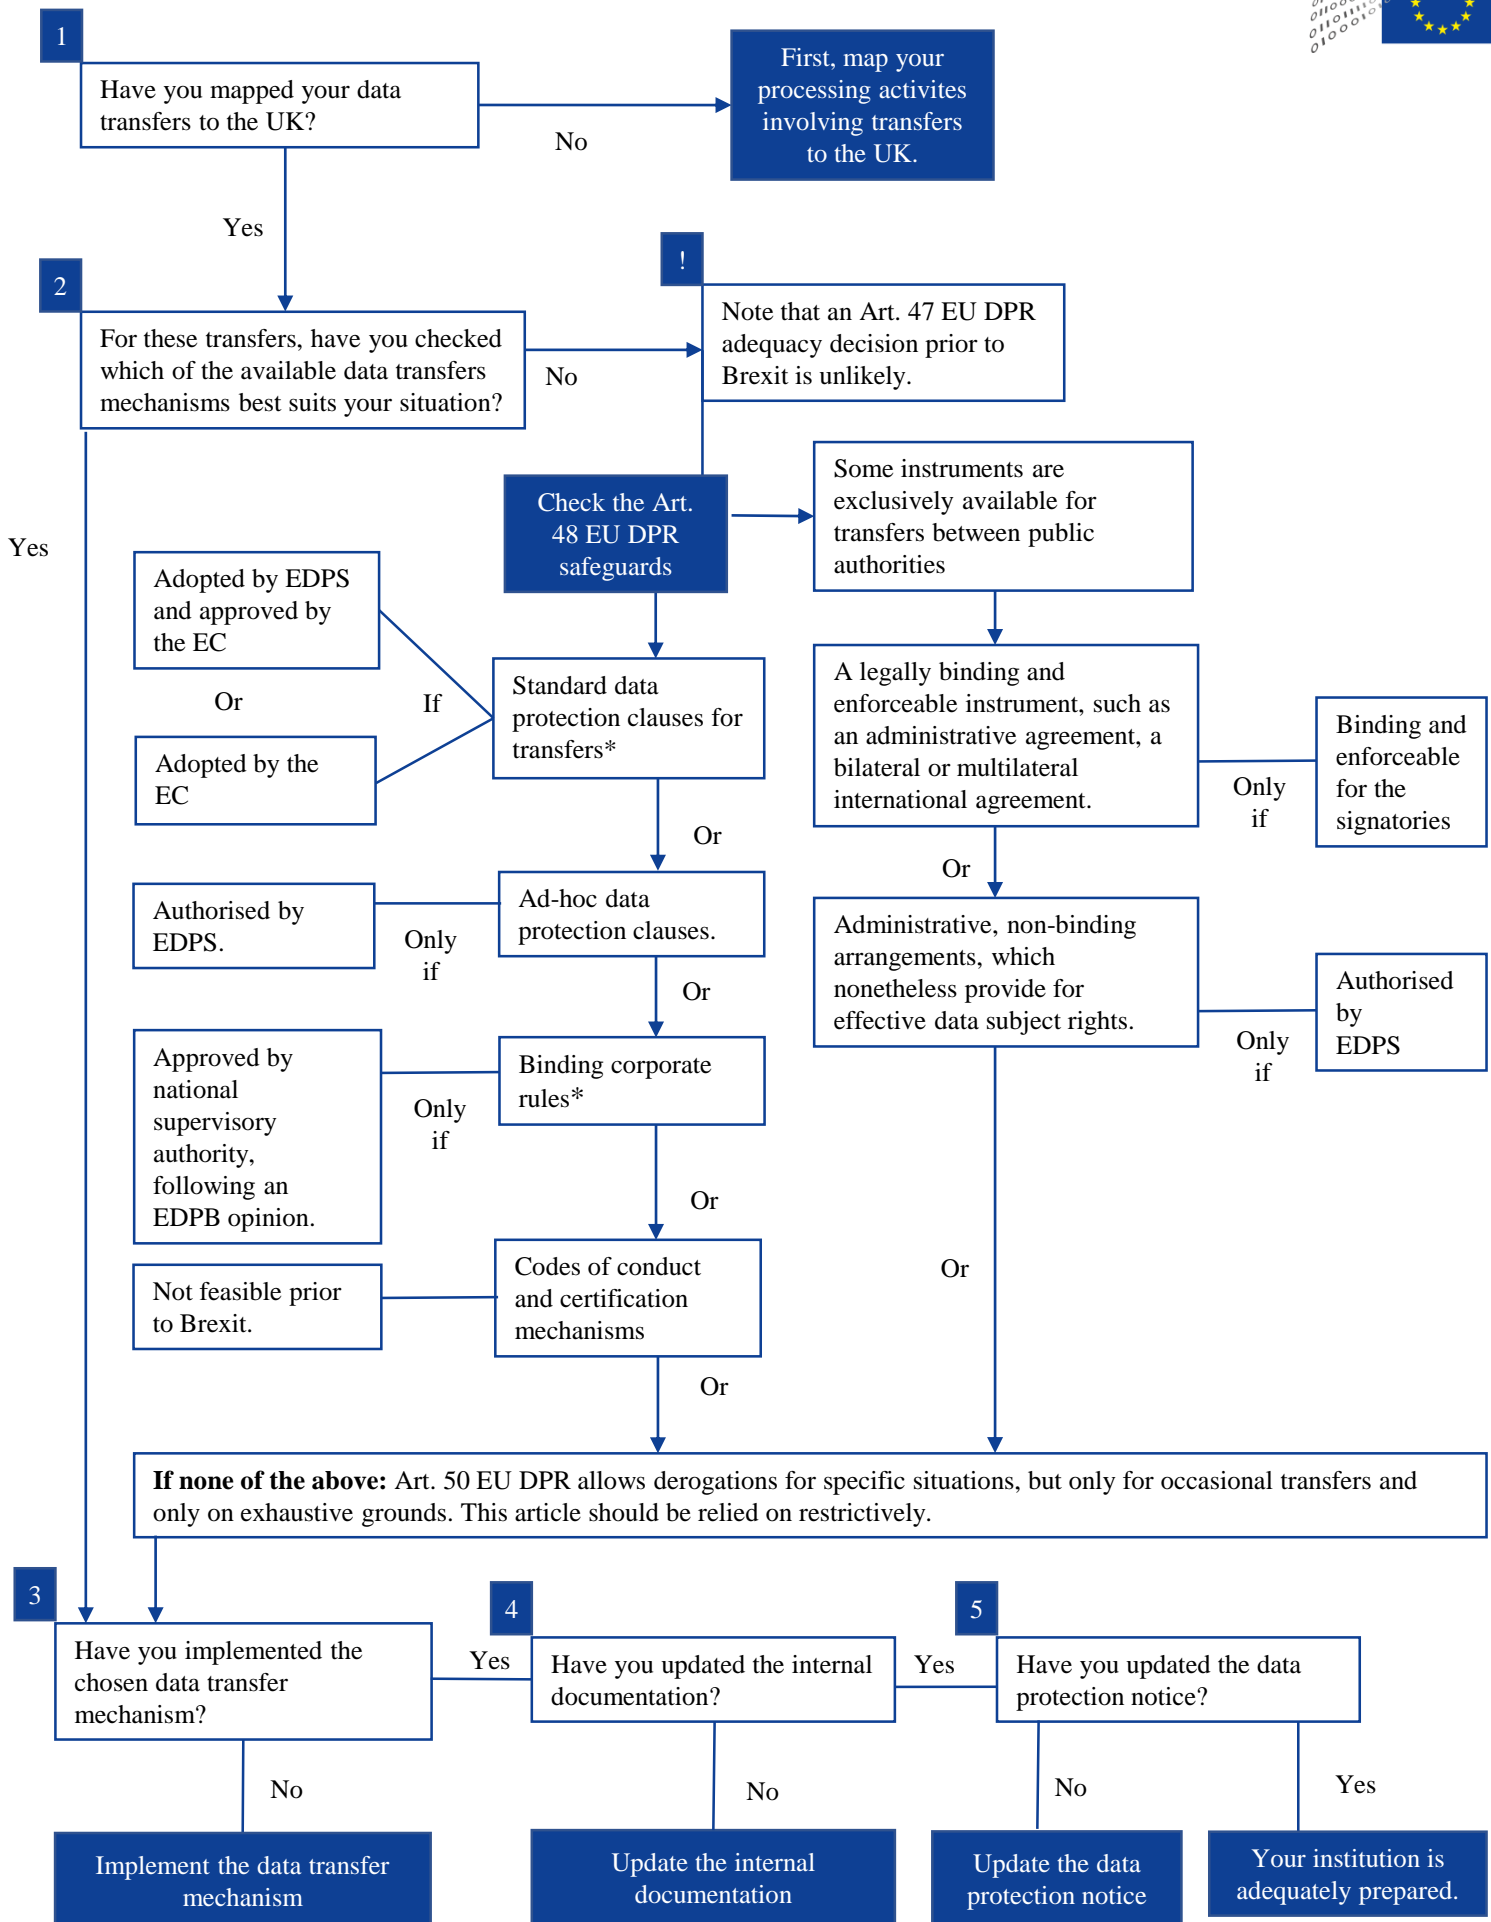 1
Have you mapped your data
transfers to the UK?
No
First, map your
processing activites
involving transfers
to the UK.
Yes
2
For these transfers, have you checked
which of the available data transfers
mechanisms best suits your situation?
No
!
Note that an Art. 47 EU DPR
adequacy decision prior to
Brexit is unlikely.
Yes
Check the Art.
48 EU DPR
safeguards
Some instruments are
exclusively available for
transfers between public
authorities
Adopted by EDPS
and approved by
the EC
Or
If
Adopted by the
EC
Standard data
protection clauses for
transfers*
Or
A legally binding and
enforceable instrument, such as
an administrative agreement, a
bilateral or multilateral
international agreement.
Only
if
Binding and
enforceable
for the
signatories
Or
Authorised by
EDPS.
Only
if
Ad-hoc data
protection clauses.
Or
Administrative, non-binding
arrangements, which
nonetheless provide for
effective data subject rights.
Only
if
Authorised
by
EDPS
Approved by
national
supervisory
authority,
following an
EDPB opinion.
Only
if
Binding corporate
rules*
Or
Not feasible prior
to Brexit.
Codes of conduct
and certification
mechanisms
Or
Or
If none of the above: Art. 50 EU DPR allows derogations for specific situations, but only for occasional transfers and
only on exhaustive grounds. This article should be relied on restrictively.
3
Have you implemented the
chosen data transfer
mechanism?
Yes
4
Have you updated the internal
documentation?
Yes
5
Have you updated the data
protection notice?
No
No
No
Yes
Implement the data transfer
mechanism
Update the internal
documentation
Update the data
protection notice
Your institution is
adequately prepared.